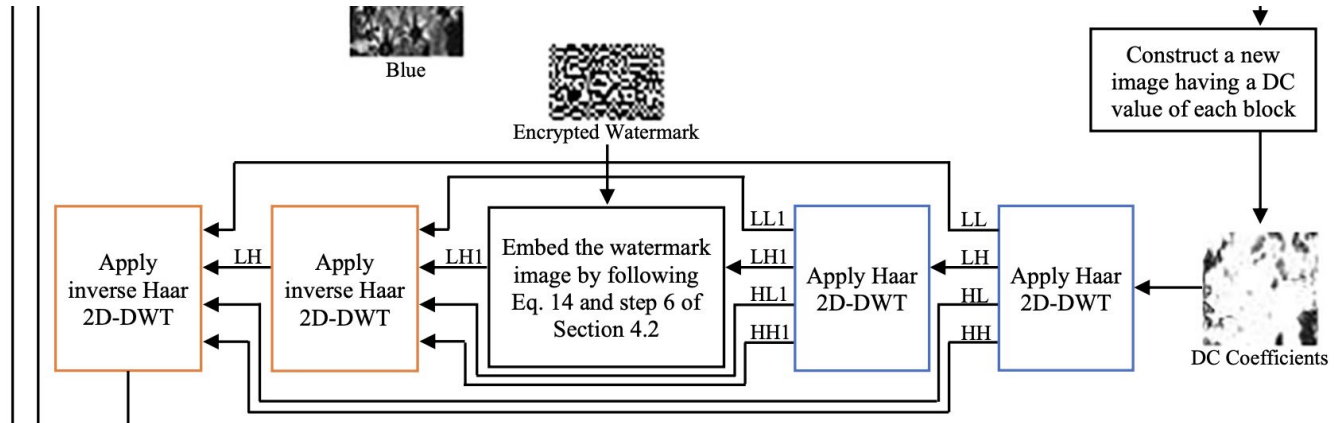 Blue
Encrypted Watermark
Construct a new
image having a DC
value of each block
Apply
inverse Haar
2D-DWT
LH
Apply
inverse Haar
2D-DWT
LH1
Embed the watermark
image by following
Eq. 14 and step 6 of
Section 4.2
LL1
LH1
HL1
HH1
Apply Haar
2D-DWT
LL
LH
HL
HH
Apply Haar
2D-DWT
DC Coefficients